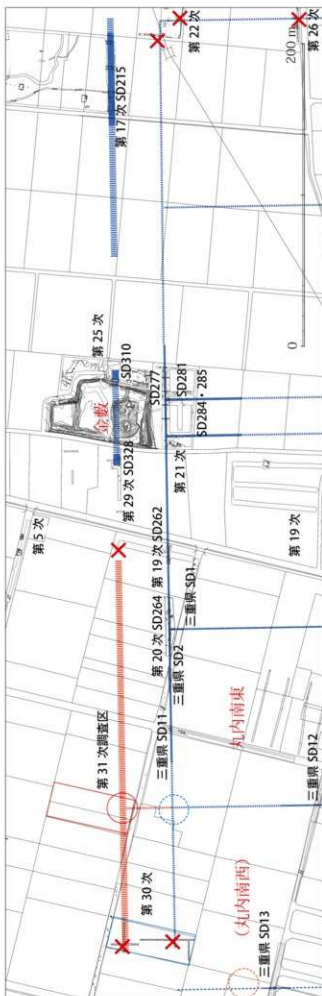 第 26 次
200 m
第 22 次
第 17 次 SD215
0
第 25 次
SD310
SD277
SD281
SD284・285
第 21 次
SD328
第 29 次
第 5 次
第 19 次 SD262
第 19 次
第 20 次 SD264
三重県 SD1
三重県 SD2
第 31 次調査区
三重県 SD11
丸内南東
三重県 SD12
第 30 次
(丸内南西)
三重県 SD13